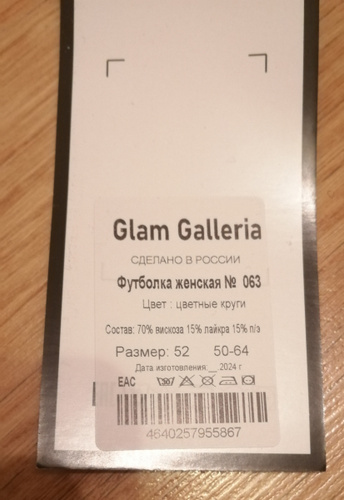 Glam Galleria
СДЕЛАНО В РОССИИ
Футболка женская № 063
Цвет : цветные круги
Состав: 70% вискоза 15% лайкра 15% п/э
Размер: 52 50-64
Дата изготовления:__ 2024 г
EAC
4640257955867